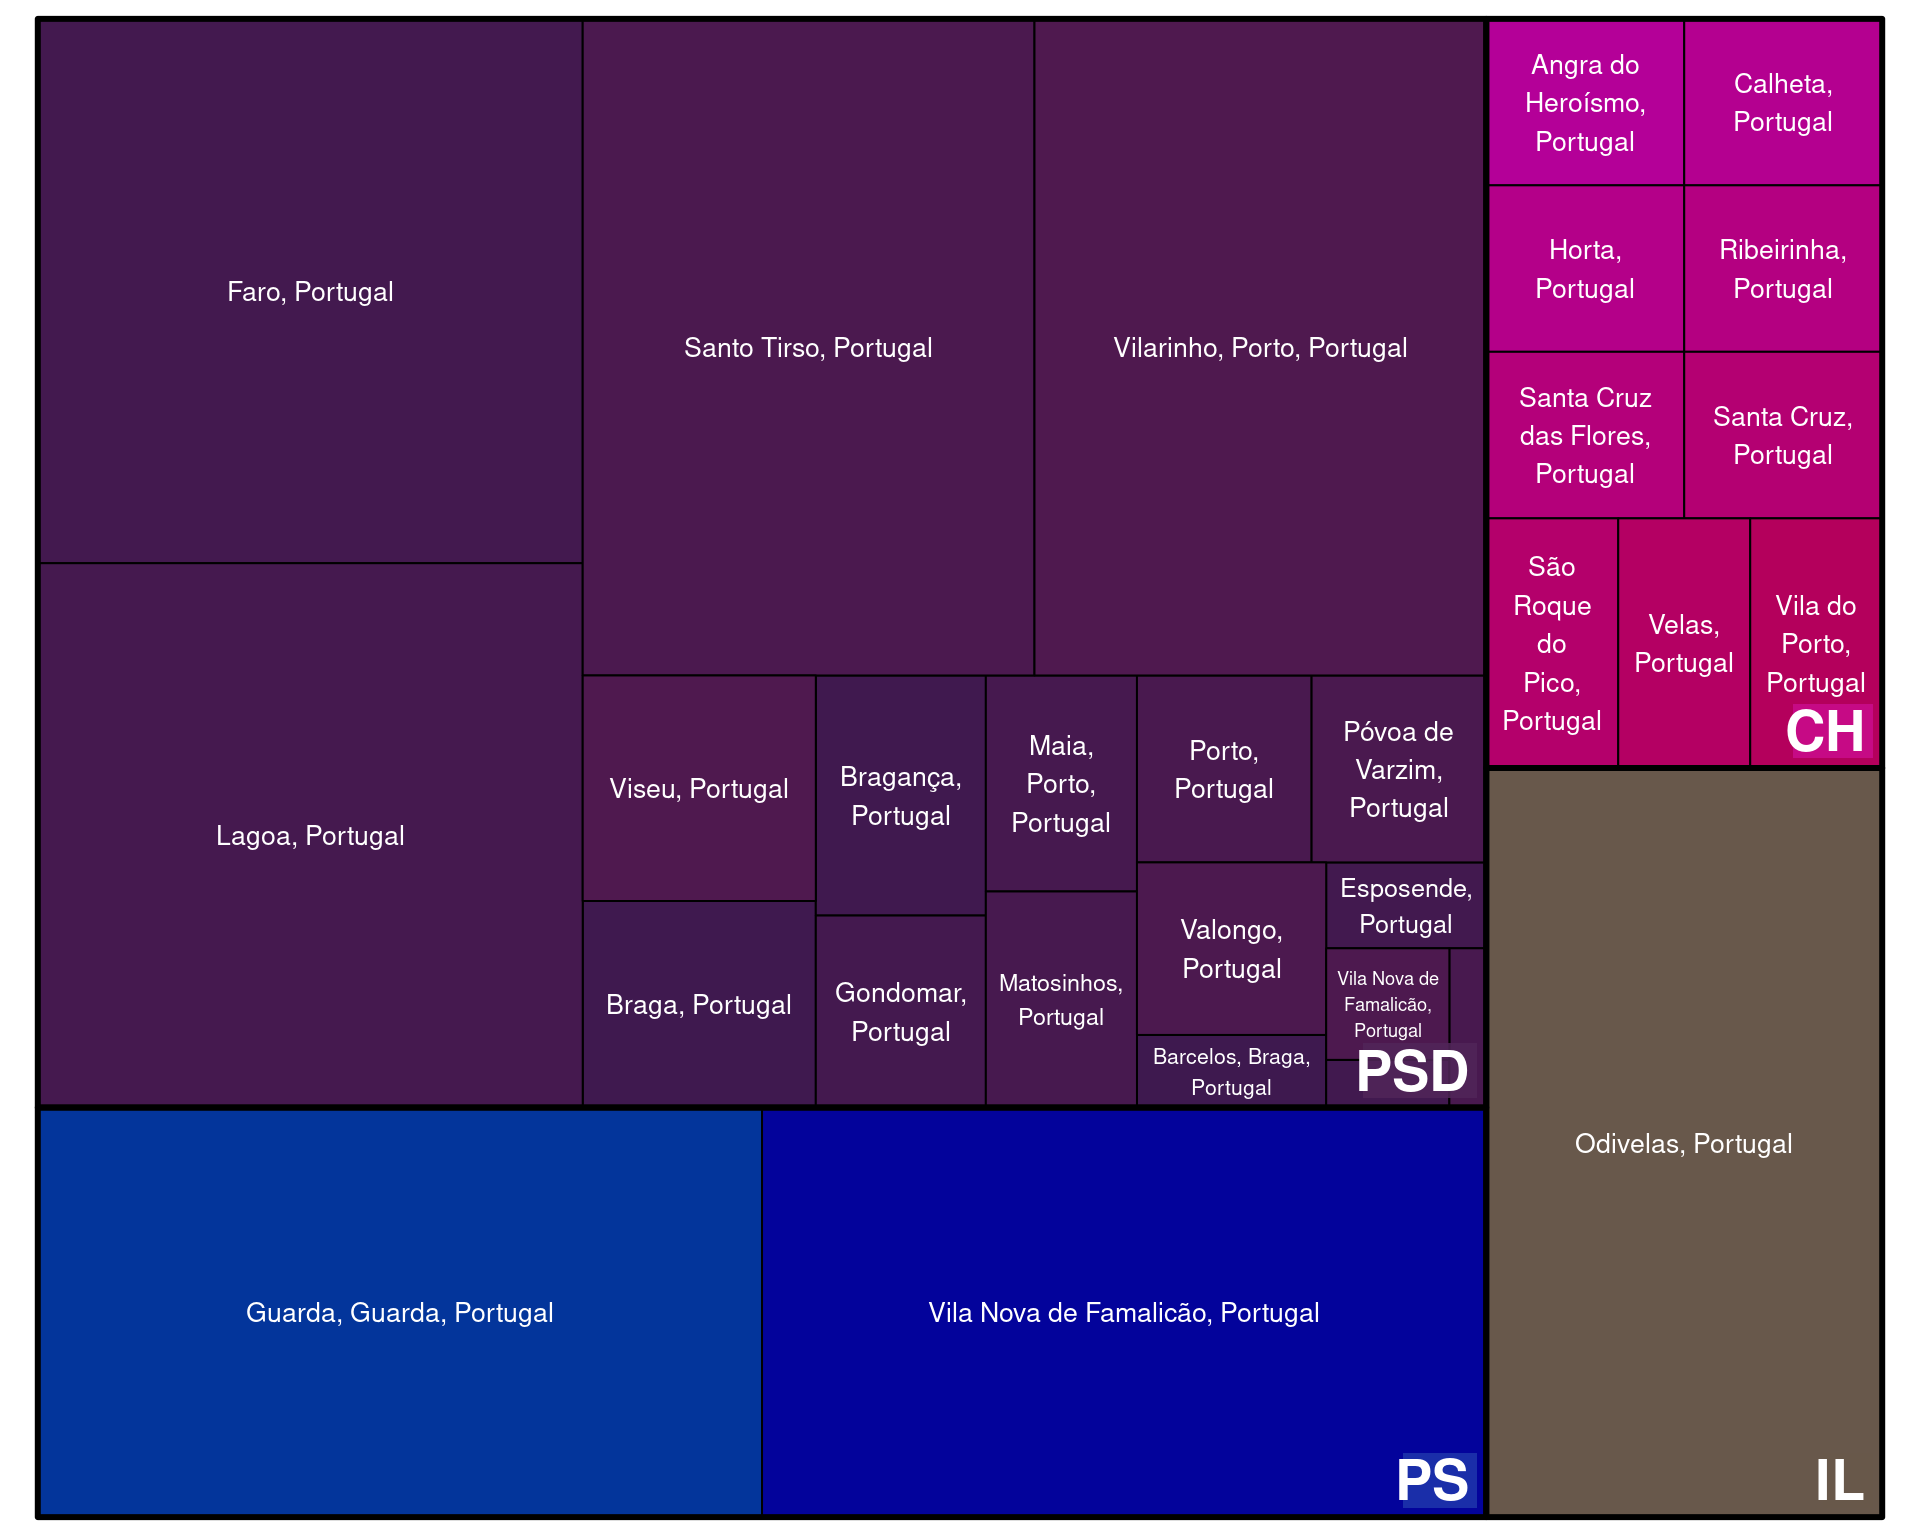 Faro, Portugal
Lagoa, Portugal
Santo Tirso, Portugal
Vilarinho, Porto, Portugal
Viseu, Portugal
Braga, Portugal
Bragança,
Portugal
Gondomar,
Portugal
Maia,
Porto,
Portugal
Matosinhos,
Portugal
Porto,
Portugal
Póvoa de
Varzim,
Portugal
Valongo,
Portugal
Barcelos, Braga,
Portugal
Esposende,
Portugal
Vila Nova de
Famalicão,
Portugal
PSD
Guarda, Guarda, Portugal
Vila Nova de Famalicão, Portugal
PS
Angra do
Heroísmo,
Portugal
Calheta,
Portugal
Horta,
Portugal
Ribeirinha,
Portugal
Santa Cruz
das Flores,
Portugal
Santa Cruz,
Portugal
São
Roque
do
Pico,
Portugal
Velas,
Portugal
Vila do
Porto,
Portugal
CH
Odivelas, Portugal
IL